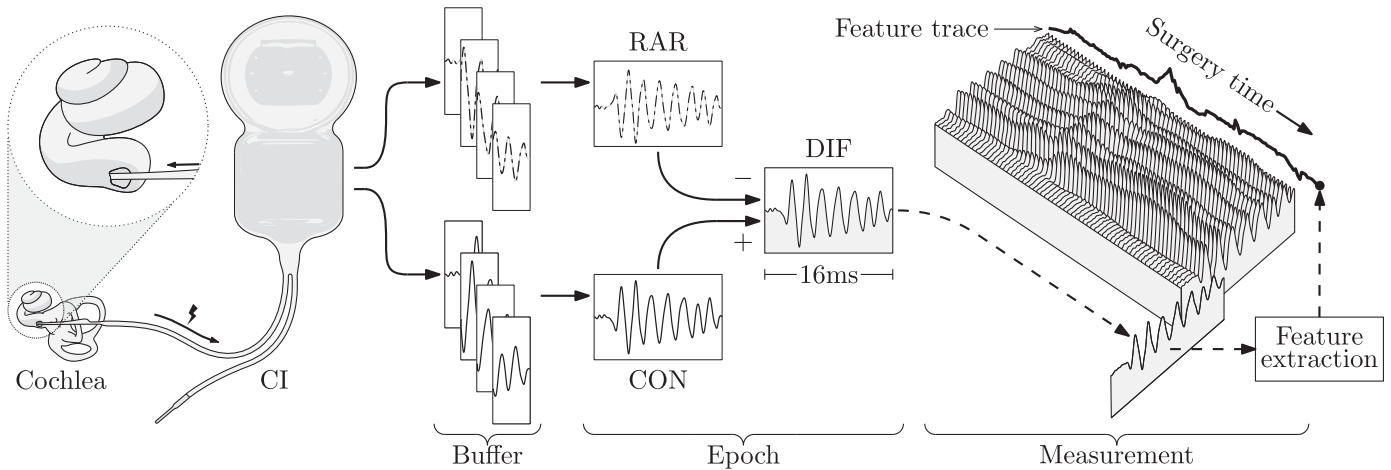 Feature trace
Surgery time
RAR
DIF
−
+
16ms
CON
Cochlea
CI
Feature
extraction
Buffer
Epoch
Measurement